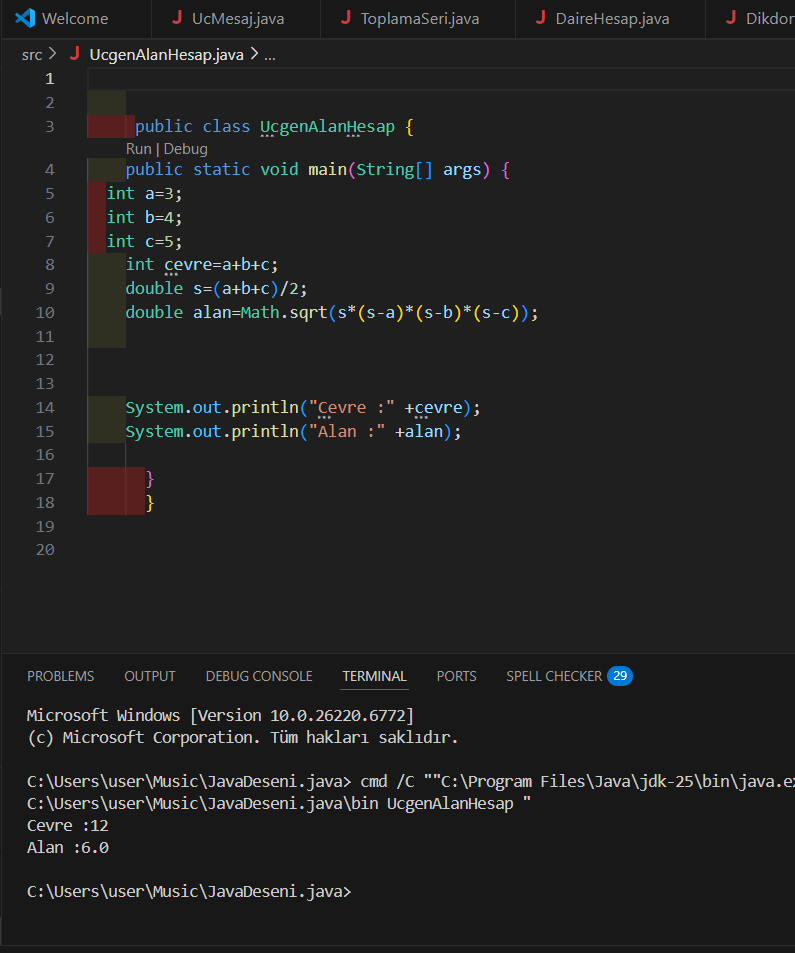 Welcome J UcMesaj.java J ToplamaSeri.java J DaireHesap.java J
src > J UcgenAlanHesap.java > ...
1
2
3 public class UcgenAlanHesap {
Run | Debug
4 public static void main(String[] args) {
5 int a=3;
6 int b=4;
7 int c=5;
8 int cevre=a+b+c;
9 double s=(a+b+c)/2;
10 double alan=Math.sqrt(s*(s-a)*(s-b)*(s-c));
11
12
13
14 System.out.println("Cevre :" +cevre);
15 System.out.println("Alan :" +alan);
16
17 }
18 }
19
20
PROBLEMS OUTPUT DEBUG CONSOLE TERMINAL PORTS SPELL CHECKER 29
Microsoft Windows [Version 10.0.26220.6772]
(c) Microsoft Corporation. Tüm hakları saklıdır.
C:\Users\user\Music\JavaDeseni.java> cmd /C ""C:\Program Files\Java\jdk-25\bin\java.ex
C:\Users\user\Music\JavaDeseni.java\bin UcgenAlanHesap "
Cevre :12
Alan :6.0
C:\Users\user\Music\JavaDeseni.java>